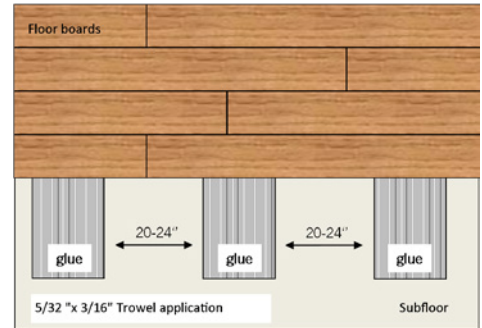 Floor boards
20-24" 20-24"
glue glue glue
5/32 "x 3/16" Trowel application Subfloor